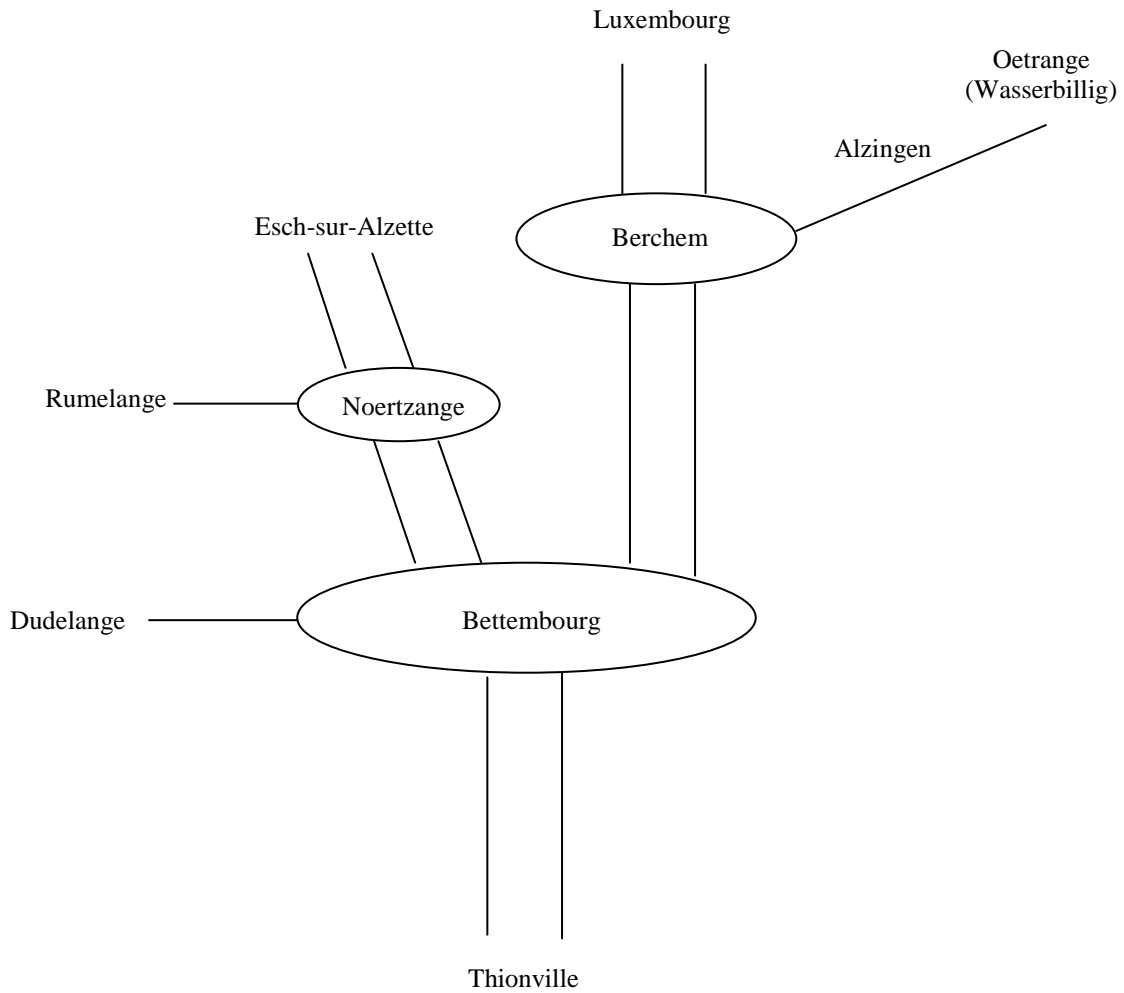 Luxembourg
Oetrange
(Wasserbillig)
Alzingen
Esch-sur-Alzette
Berchem
Rumelange
Noertzange
Dudelange
Bettembourg
Thionville